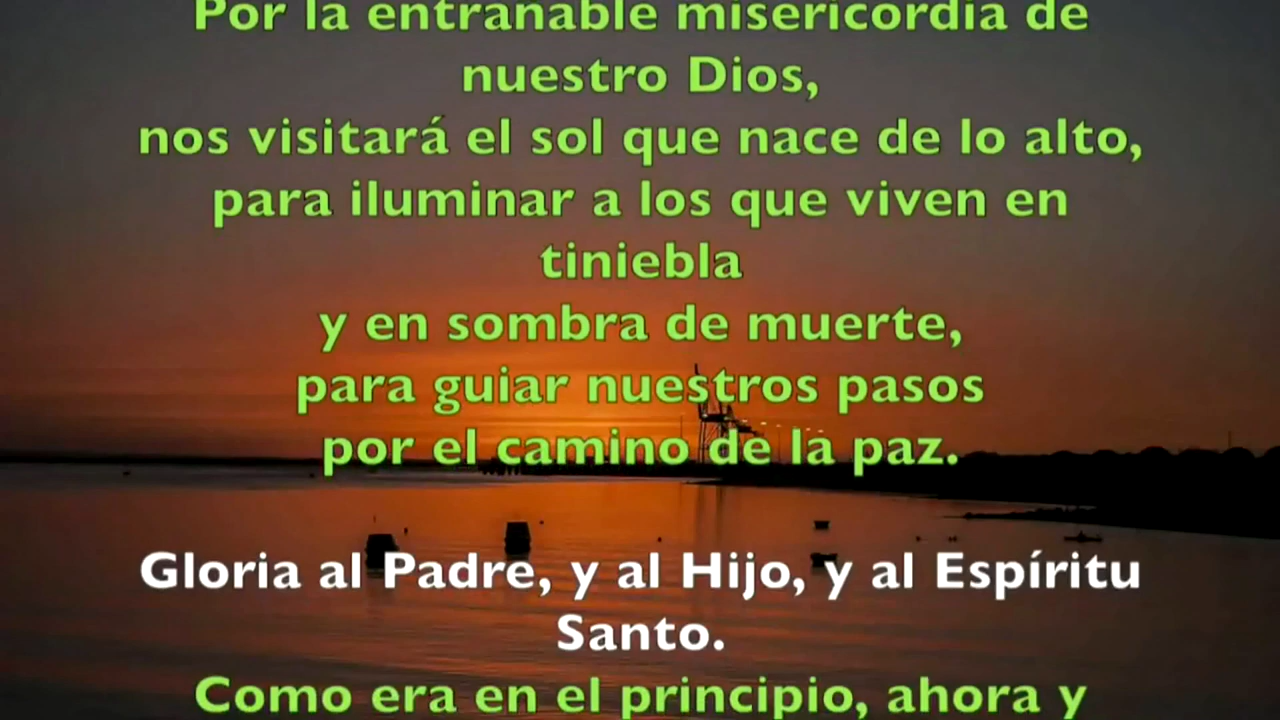 Por la entrañable misericordia de
nuestro Dios,
nos visitará el sol que nace de lo alto,
para iluminar a los que viven en
tiniebla
y en sombra de muerte,
para guiar nuestros pasos
por el camino de la paz.
Gloria al Padre, y al Hijo, y al Espíritu
Santo.
Como era en el principio, ahora y